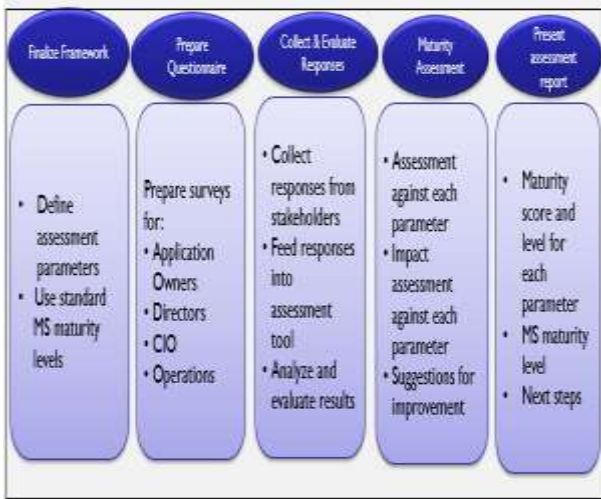 Finalize Framework
Prepare
Questionnaire
Collect & Evaluate
Responses
Maturity
Assessment
Present
assessment
report
• Define
assessment
parameters
• Use standard
MS maturity
levels
Prepare surveys
for:
• Application
Owners
• Directors
• CIO
• Operations
• Collect
responses from
stakeholders
• Feed responses
into
assessment
tool
• Analyze and
evaluate results
• Assessment
against each
parameter
• Impact
assessment
against each
parameter
• Suggestions for
improvement
• Maturity
score and
level for
each
parameter
• MS maturity
level
• Next steps